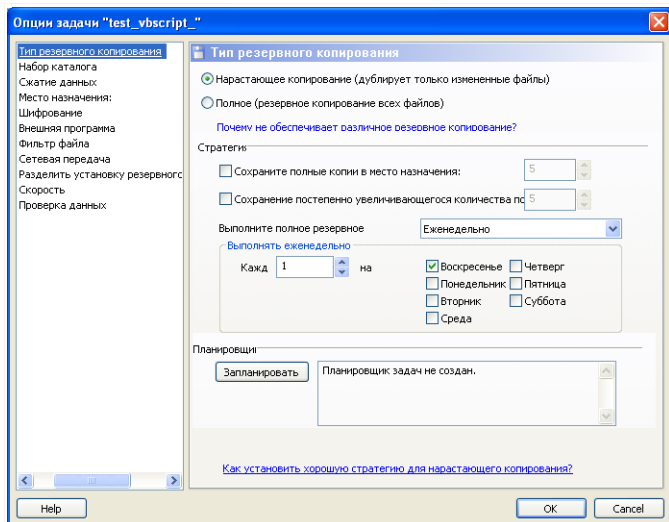 Опции задачи "test_vbscript_"
Тип резервного копирования
Набор каталога
Сжатие данных
Место назначения:
Шифрование
Внешняя программа
Фильтр файла
Сетевая передача
Разделить установку резервного
Скорость
Проверка данных
Тип резервного копирования
Нарастающее копирование (дублирует только измененные файлы)
Полное (резервное копирование всех файлов)
Почему не обеспечивает различное резервное копирование?
Стратегия
Сохраните полные копии в место назначения: 5
Сохранение постепенно увеличивающегося количества по 5
Выполните полное резервное Еженедельно
Выполнять еженедельно
Кажд 1 на
Воскресенье Четверг
Понедельник Пятница
Вторник Суббота
Среда
Планировщи
Запланировать Планировщик задач не создан.
Как установить хорошую стратегию для нарастающего копирования?
Help OK Cancel